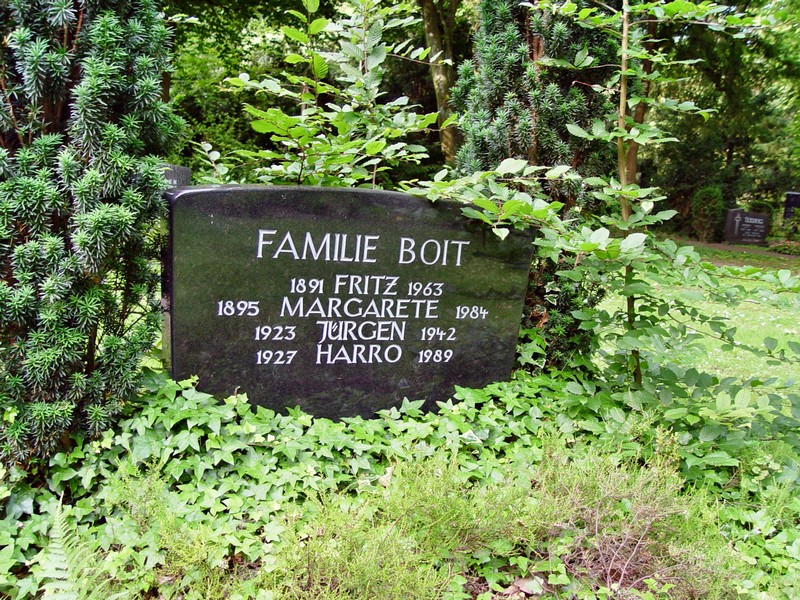 FAMILIE BOIT
1891 FRITZ 1963
1895 MARGARETE 1984
1923 JÜRGEN 1942
1927 HARRO 1989